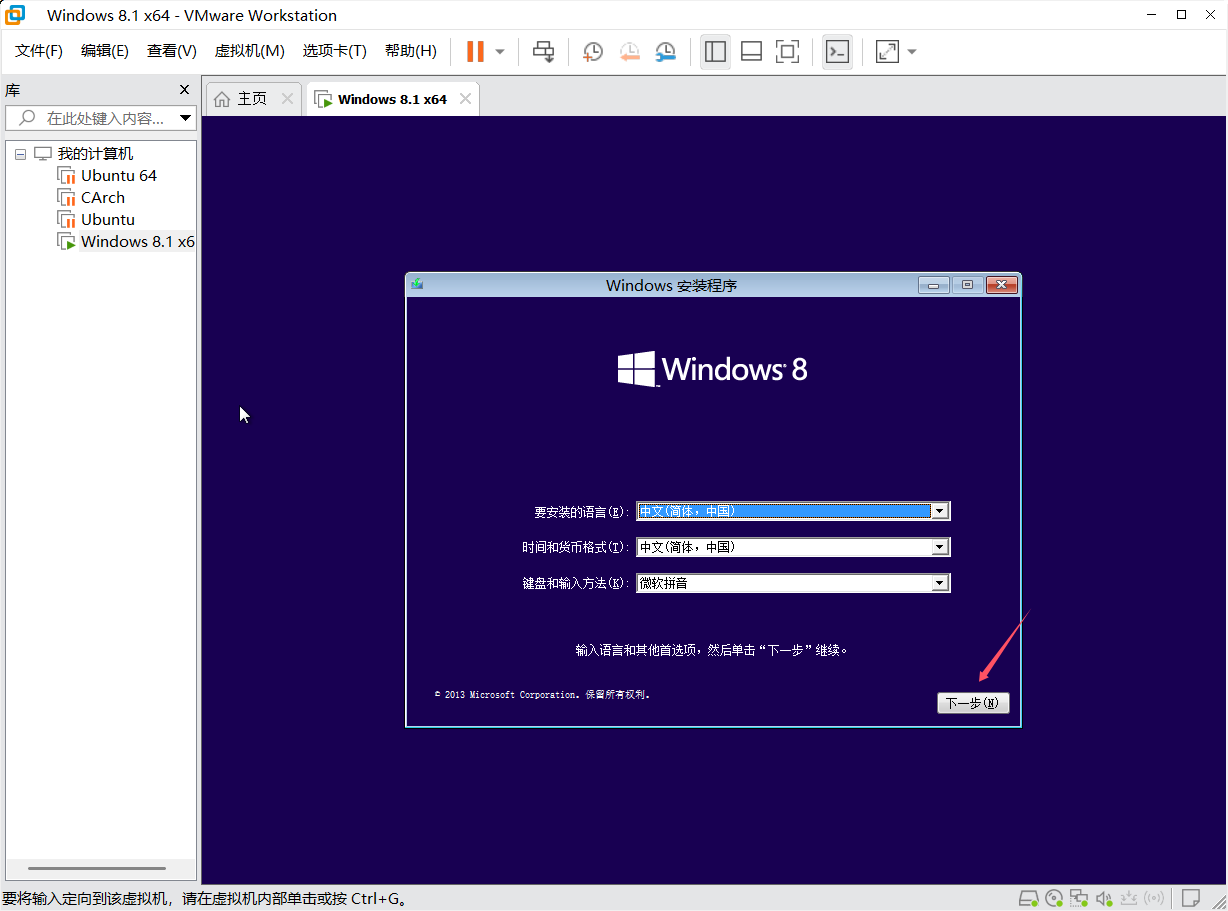 Windows 8.1 x64 - VMware Workstation
文件(F) 编辑(E) 查看(V) 虚拟机(M) 选项卡(T) 帮助(H)
库
主页
Windows 8.1 x64
在此处键入内容...
我的计算机
Ubuntu 64
CArch
Ubuntu
Windows 8.1 x6
Windows 安装程序
Windows 8
要安装的语言(E): 中文(简体，中国)
时间和货币格式(T): 中文(简体，中国)
键盘和输入方法(K): 微软拼音
输入语言和其他首选项，然后单击“下一步”继续。
© 2013 Microsoft Corporation. 保留所有权利.
下一步(N)
要将输入定向到该虚拟机，请在虚拟机内部单击或按 Ctrl+G。